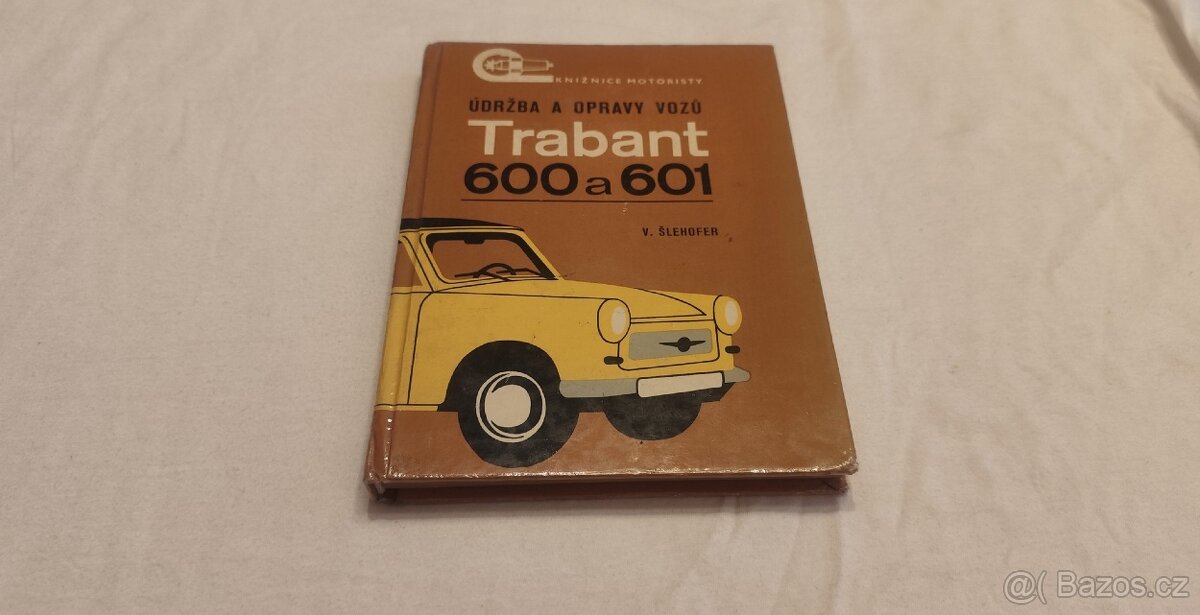 KNIŽNICE MOTORISTY
ÚDRŽBA A OPRAVY VOZŮ
Trabant
600 a 601
V. ŠLEHOFER
@( Bazos.cz